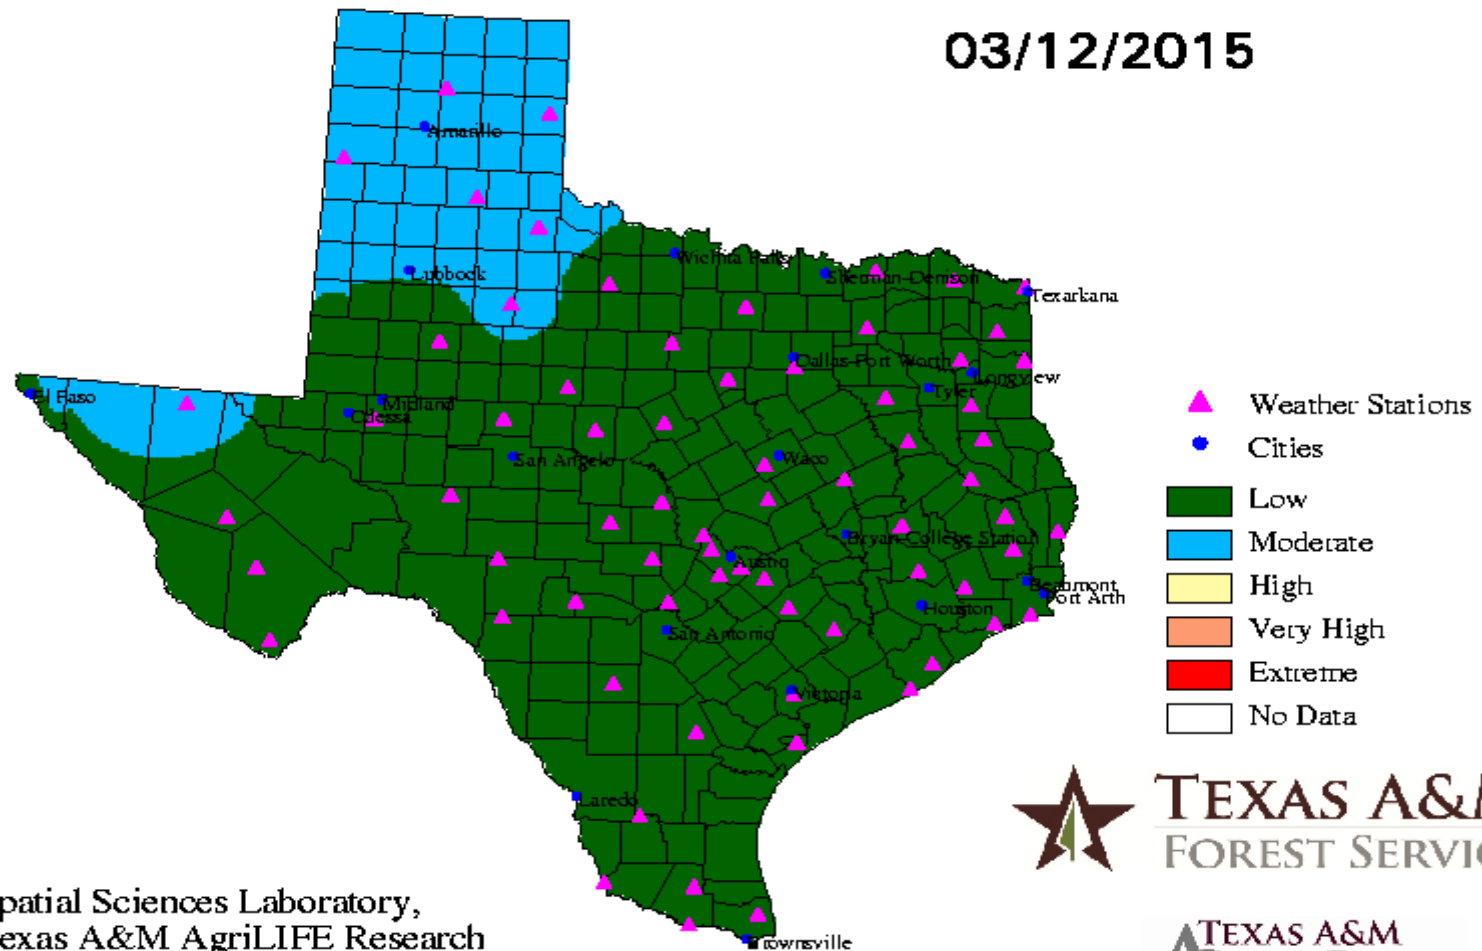 03/12/2015
Amarillo
Lubbock
Wichita Falls
Sherman-Denison
Texarkana
Dallas-Fort Worth
Longview
Tyler
El Paso
Midland
Odessa
San Angelo
Waco
Bryan-College Station
Austin
Beaumont
Port Arth
Houston
San Antonio
Victoria
Laredo
Brownsville
Weather Stations
Cities
Low
Moderate
High
Very High
Extreme
No Data
TEXAS A&M
FOREST SERVIC
patial Sciences Laboratory,
exas A&M AgriLIFE Research
TEXAS A&M